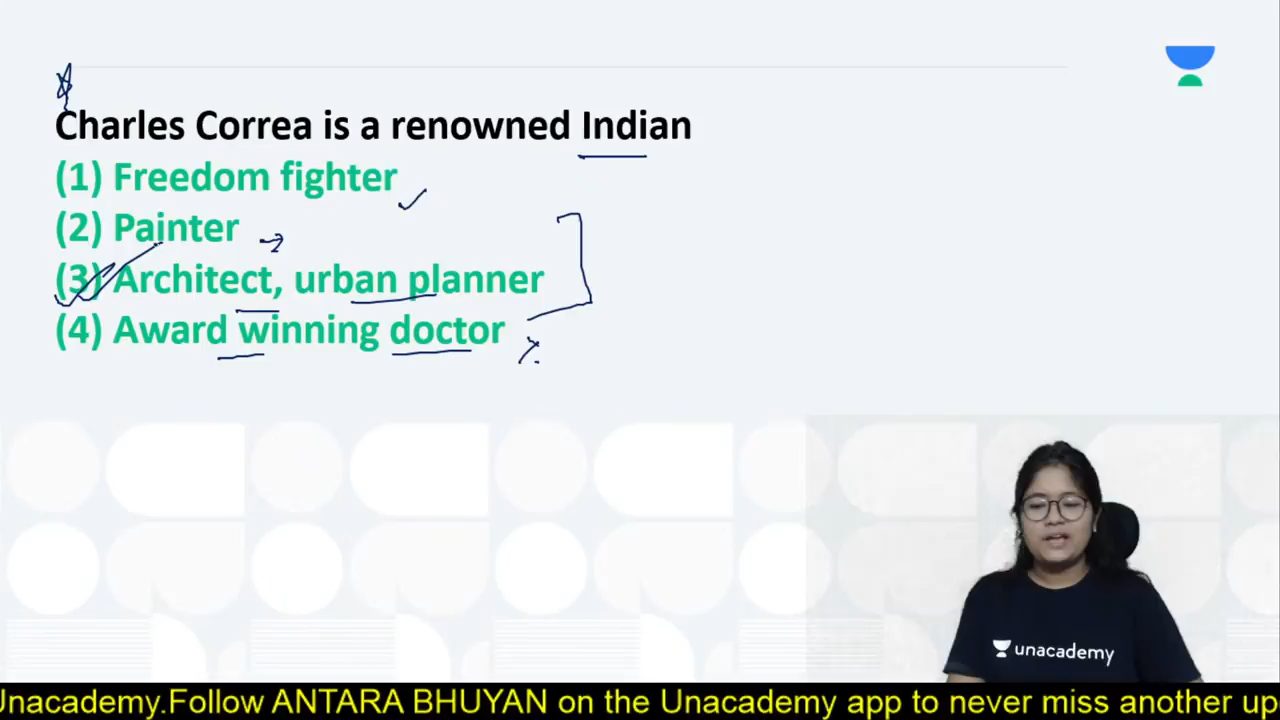 Charles Correa is a renowned Indian
(1) Freedom fighter
(2) Painter
(3) Architect, urban planner
(4) Award winning doctor
unacademy
Unacademy.Follow ANTARA BHUYAN on the Unacademy app to never miss another up